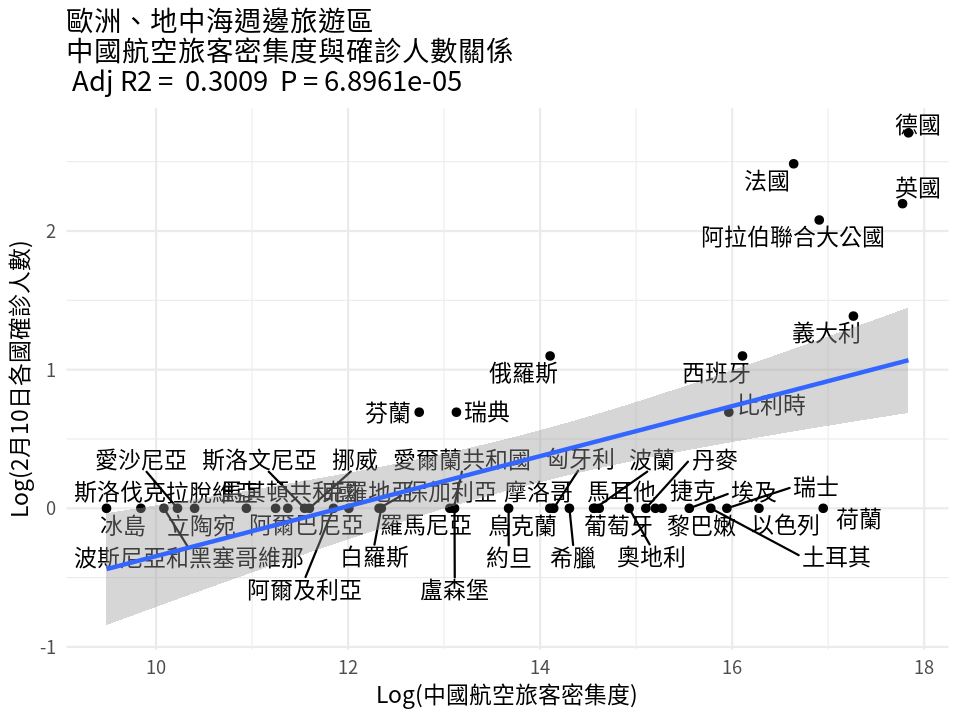 歐洲、地中海週邊旅遊區
中國航空旅客密集度與確診人數關係
Adj R2 = 0.3009 P = 6.8961e-05
Log(2月10日各國確診人數)
2
1
0
-1
德國
法國
英國
阿拉伯聯合大公國
義大利
俄羅斯
西班牙
芬蘭
瑞典
比利時
愛沙尼亞
斯洛文尼亞
挪威
愛爾蘭共和國
匈牙利
波蘭
丹麥
斯洛伐克
拉脫維亞
馬其頓共和國
克羅地亞
保加利亞
摩洛哥
馬耳他
捷克
埃及
瑞士
冰島
立陶宛
阿爾巴尼亞
羅馬尼亞
烏克蘭
葡萄牙
黎巴嫩
以色列
荷蘭
波斯尼亞和黑塞哥維那
白羅斯
約旦
希臘
奧地利
土耳其
阿爾及利亞
盧森堡
10
12
14
16
18
Log(中國航空旅客密集度)